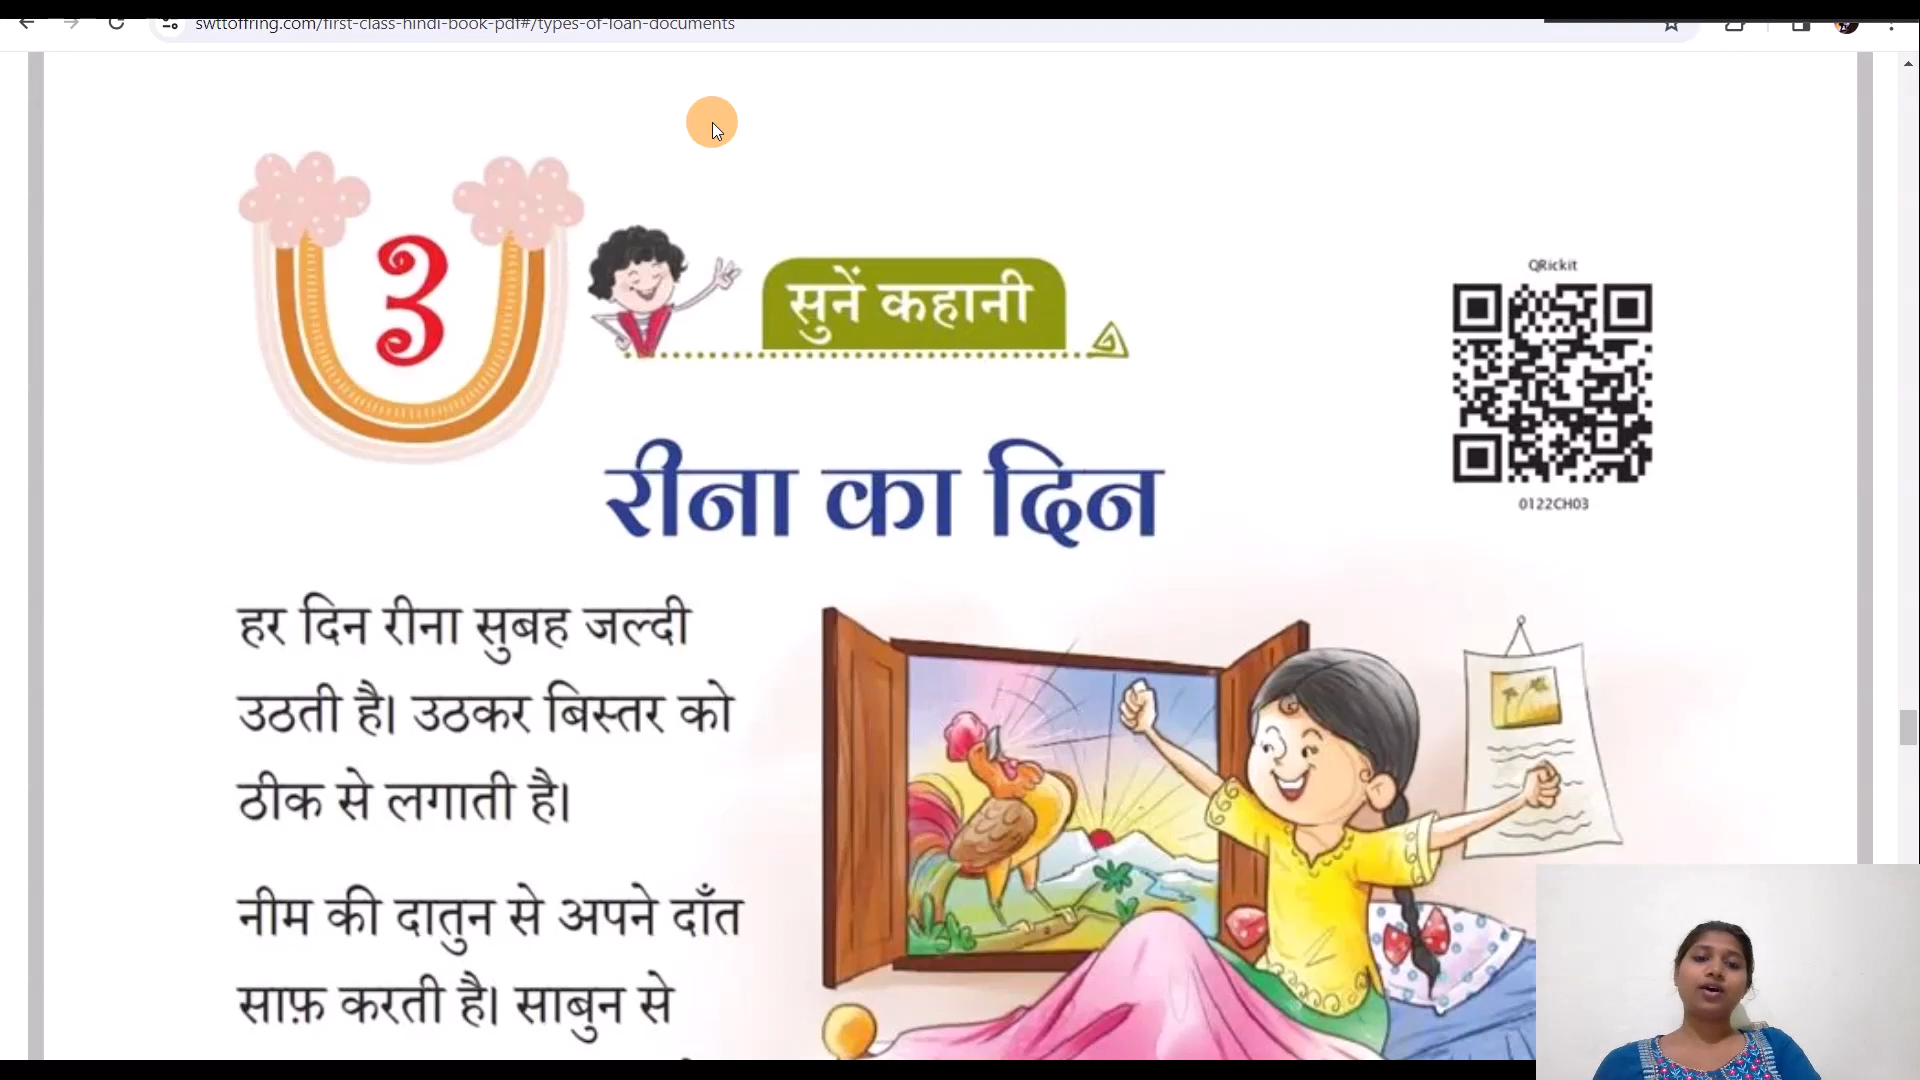 swttoffring.com/first-class-hindi-book-pdf#/types-of-loan-documents
3
सुनें कहानी
QRickit
0122CH03
रीना का दिन
हर दिन रीना सुबह जल्दी
उठती है। उठकर बिस्तर को
ठीक से लगाती है।
नीम की दातुन से अपने दाँत
साफ़ करती है। साबुन से